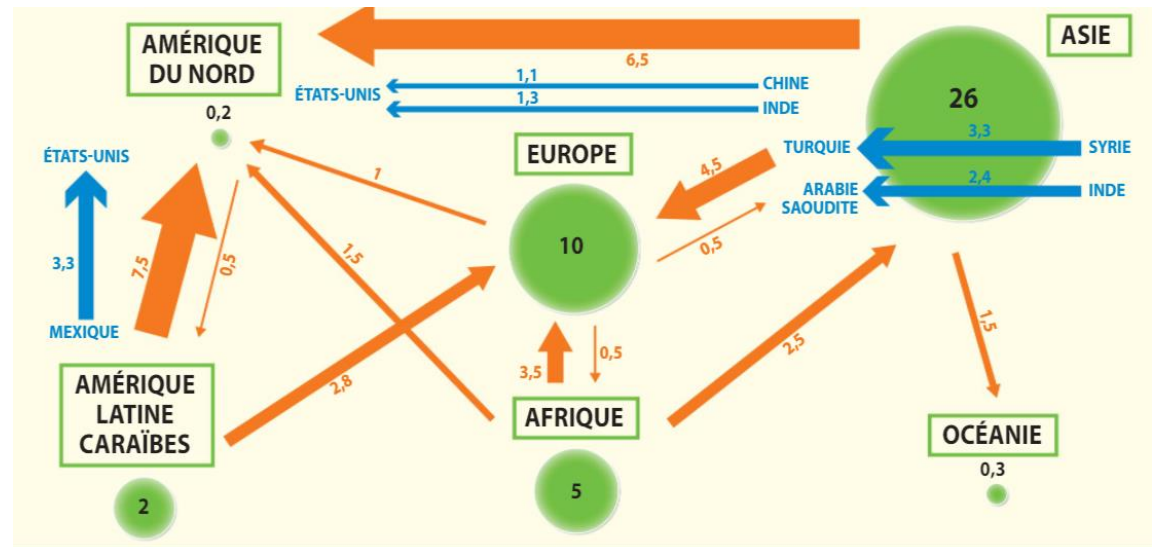 AMÉRIQUE
DU NORD
0,2
ASIE
26
6,5
ÉTATS-UNIS
1,1
CHINE
1,3
INDE
TURQUIE
3,3
SYRIE
ARABIE
SAOUDITE
2,4
INDE
EUROPE
10
4,5
0,5
1
1,5
ÉTATS-UNIS
3,3
MEXIQUE
7,5
0,5
2,8
3,5
0,5
2,5
1,5
AMÉRIQUE
LATINE
CARAÏBES
2
AFRIQUE
5
OCÉANIE
0,3